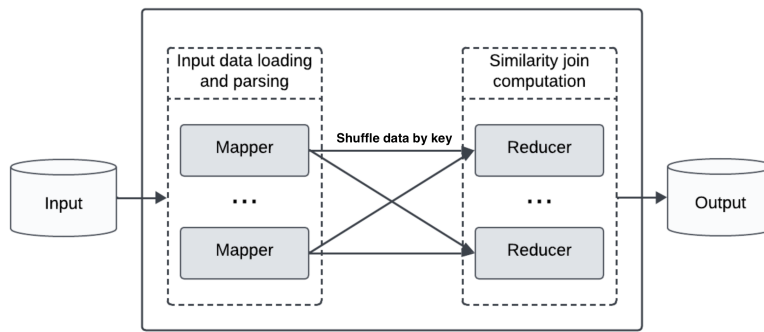 Input data loading
and parsing
Similarity join
computation
Shuffle data by key
Mapper
Reducer
Input
...
...
Output
Mapper
Reducer